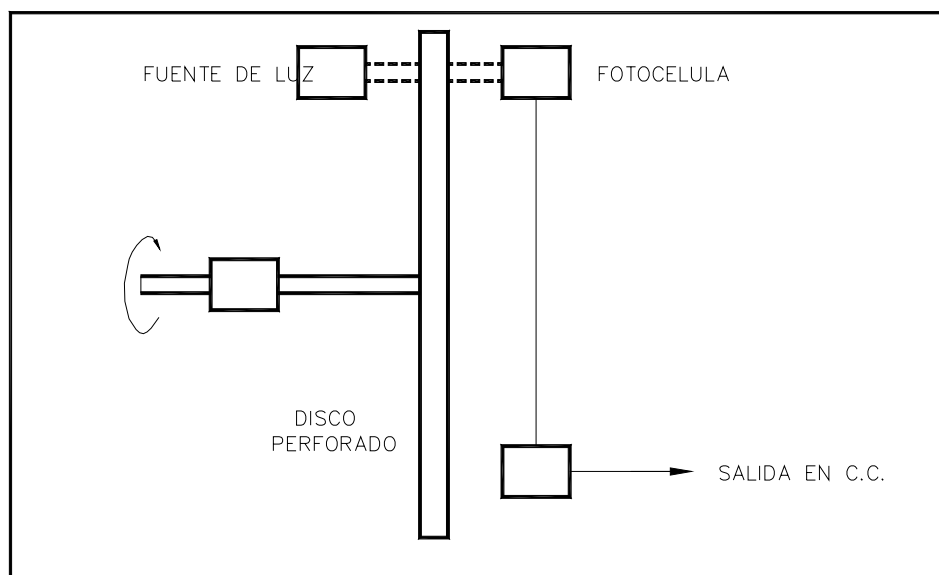 FUENTE DE LUZ
FOTOCELULA
DISCO
PERFORADO
SALIDA EN C.C.